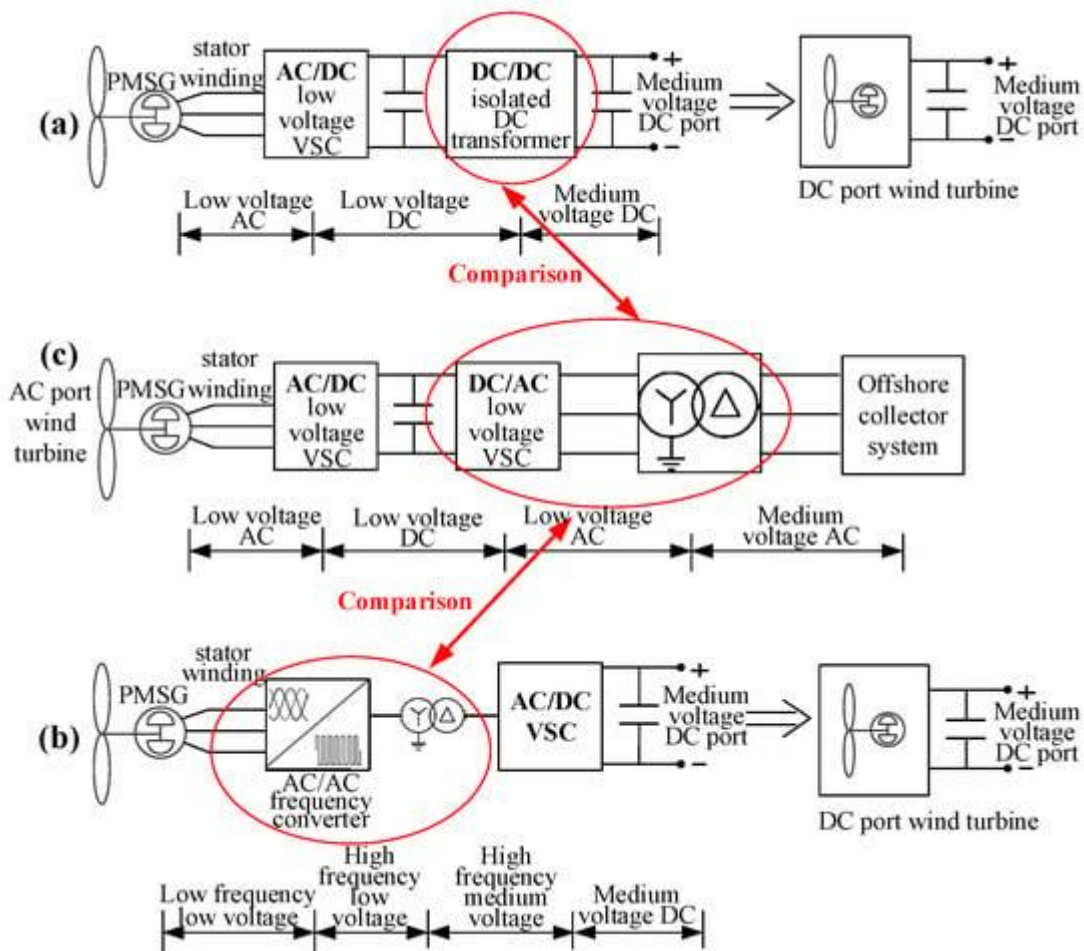 stator
winding
PMSG
(a)
AC/DC
low
voltage
VSC
DC/DC
isolated
DC
transformer
+
Medium
voltage
DC port
−
+
Medium
voltage
DC port
−
DC port wind turbine
Low voltage
AC
Low voltage
DC
Medium
voltage DC
Comparison
(c)
AC port
wind
turbine
PMSG
stator
winding
AC/DC
low
voltage
VSC
DC/AC
low
voltage
VSC
Offshore
collector
system
Low voltage
AC
Low voltage
DC
Low voltage
AC
Medium
voltage AC
Comparison
stator
winding
PMSG
(b)
AC/AC
frequency
converter
AC/DC
VSC
+
Medium
voltage
DC port
−
+
Medium
voltage
DC port
−
DC port wind turbine
Low frequency
low voltage
High
frequency
low
voltage
High
frequency
medium
voltage
Medium
voltage DC